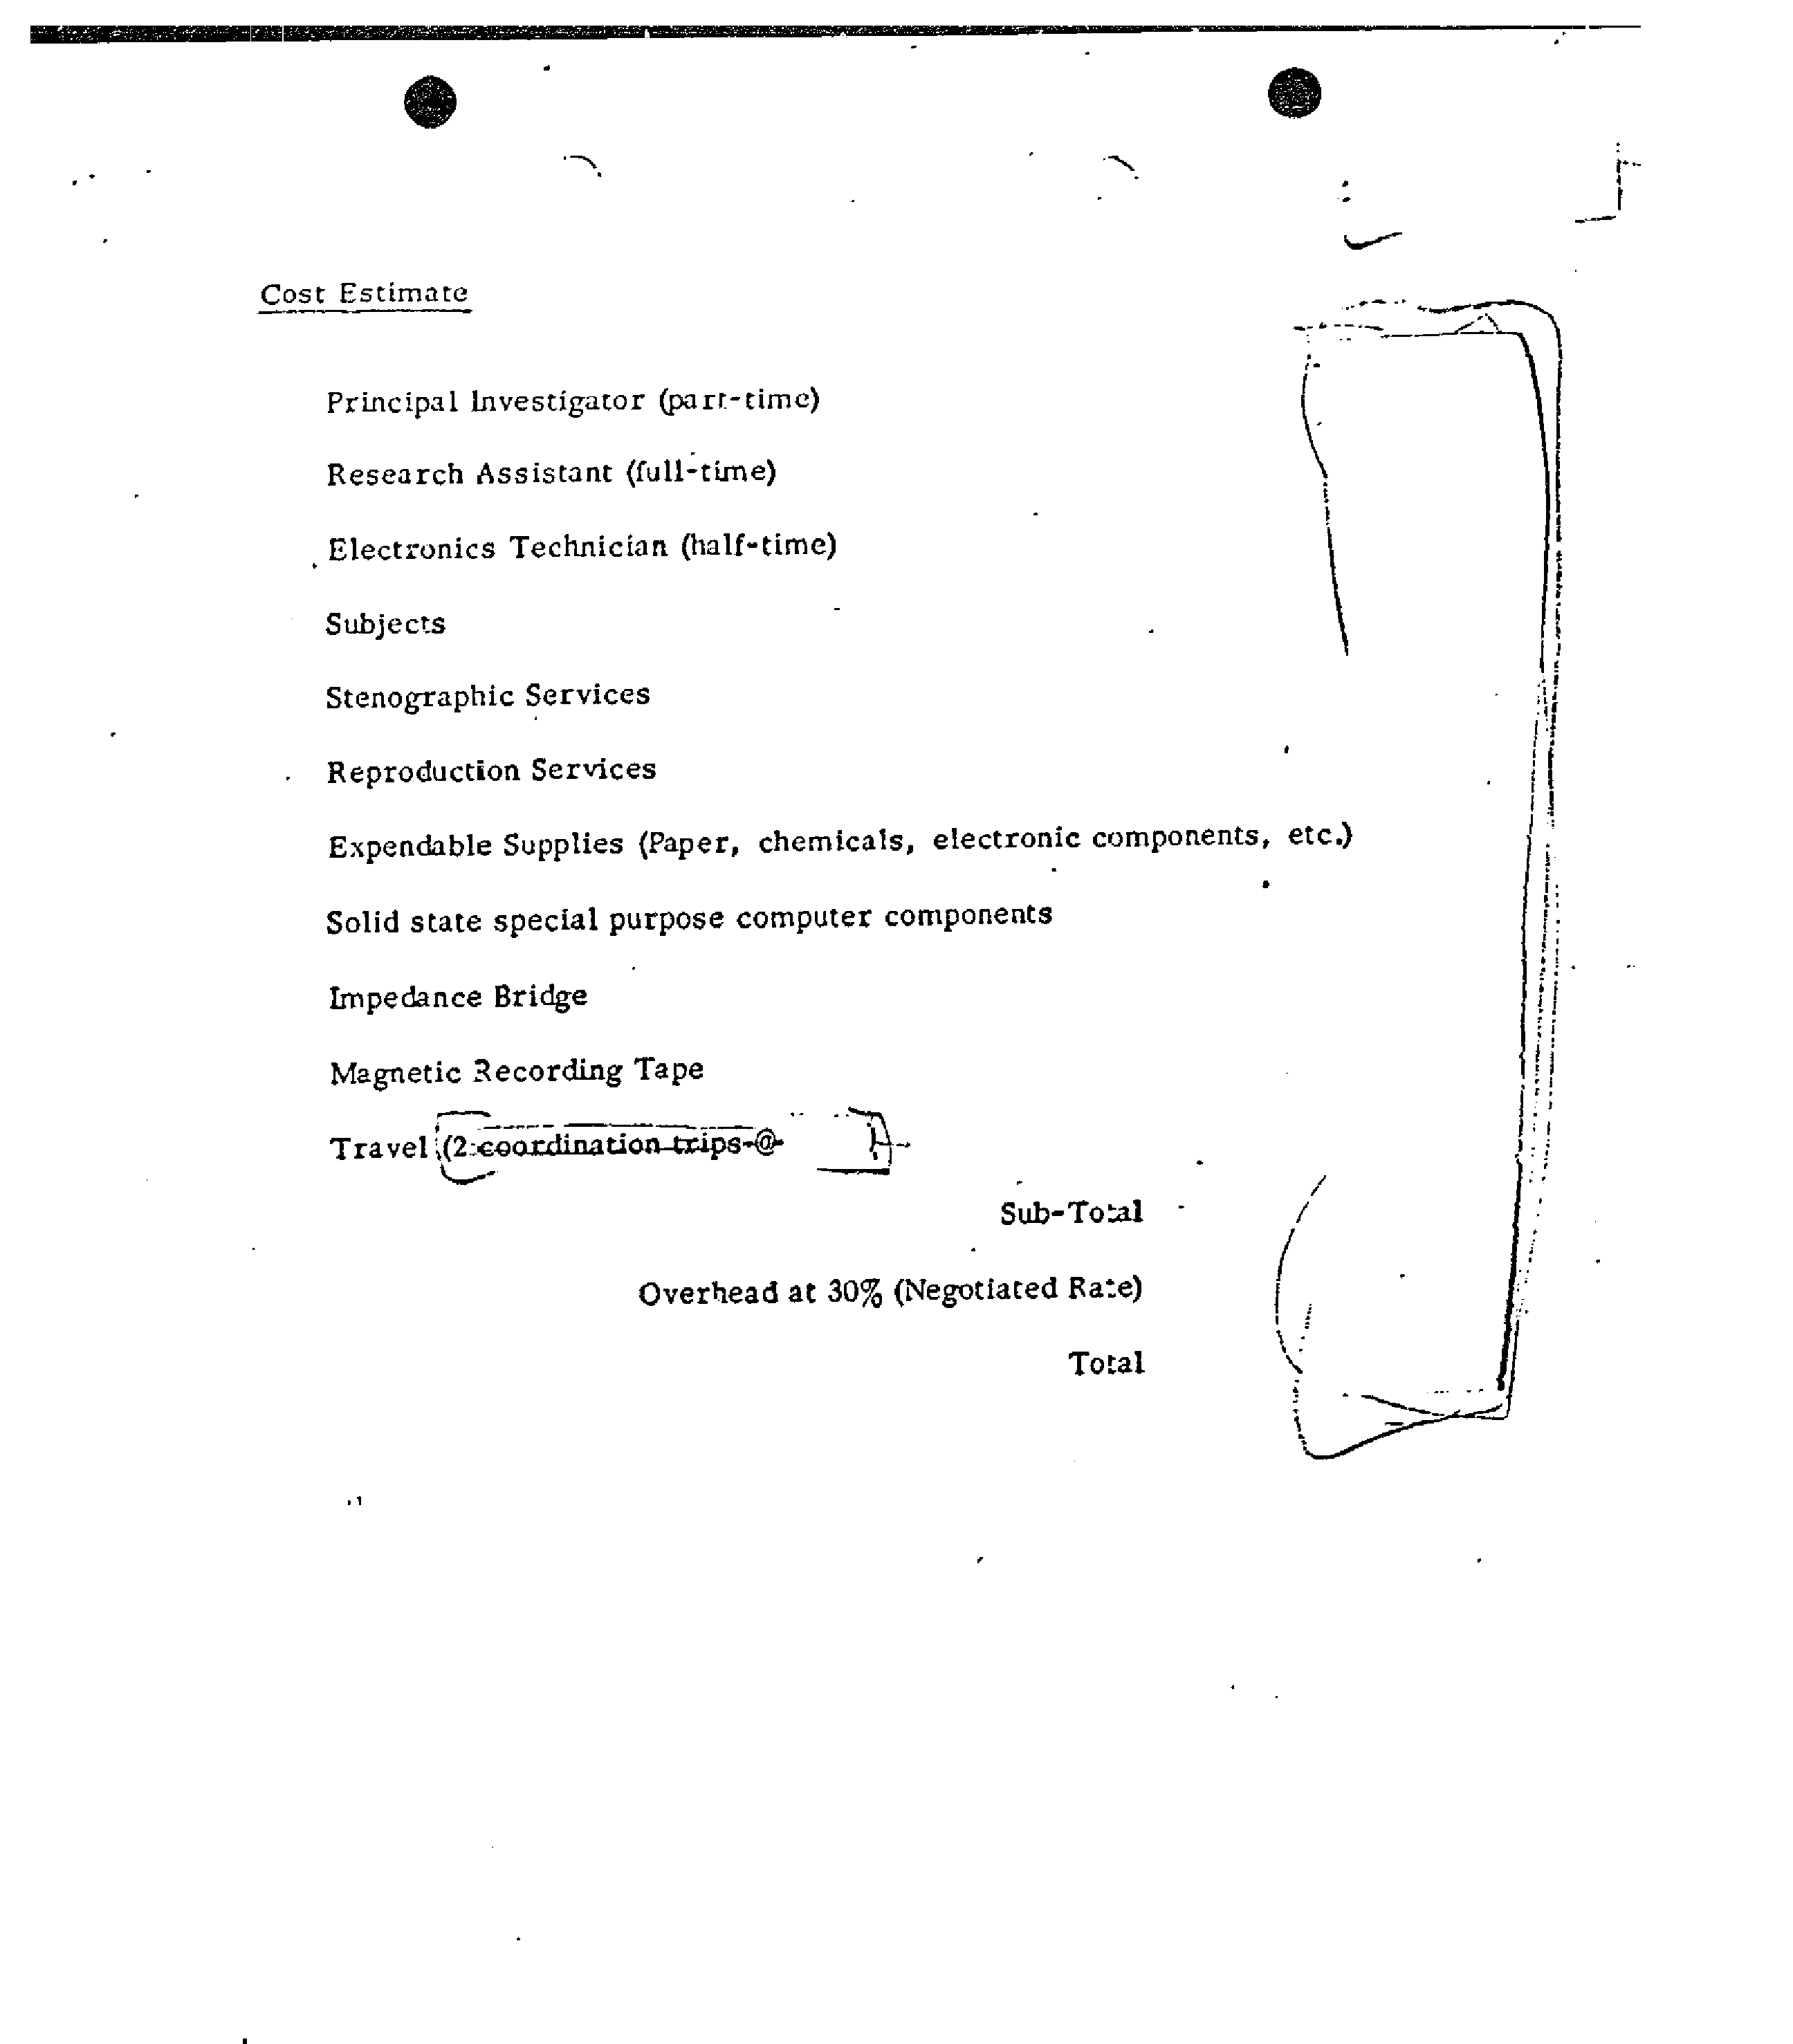 Cost Estimate
Principal Investigator (part-time)
Research Assistant (full-time)
Electronics Technician (half-time)
Subjects
Stenographic Services
Reproduction Services
Expendable Supplies (Paper, chemicals, electronic components, etc.)
Solid state special purpose computer components
Impedance Bridge
Magnetic Recording Tape
Travel (2 coordination trips @ )
Sub-Total
Overhead at 30% (Negotiated Rate)
Total